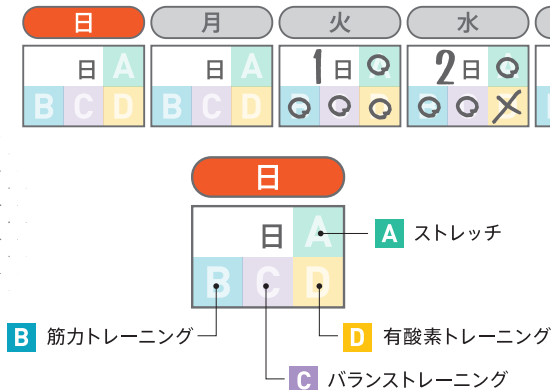 日 月 火 水
日 A 日 A 1日 A 2日 A
B C D B C D
日
日 A
A ストレッチ
B C D
B 筋力トレーニング D 有酸素トレーニング
C バランストレーニング